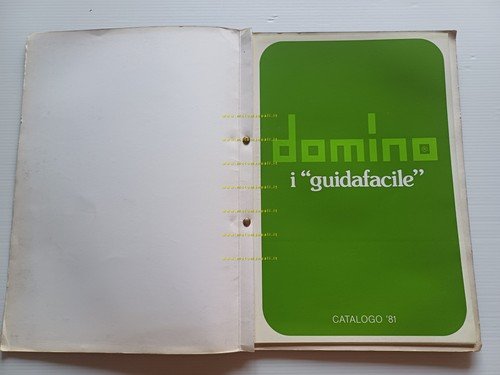 domino ®
i “guidafacile”
CATALOGO '81